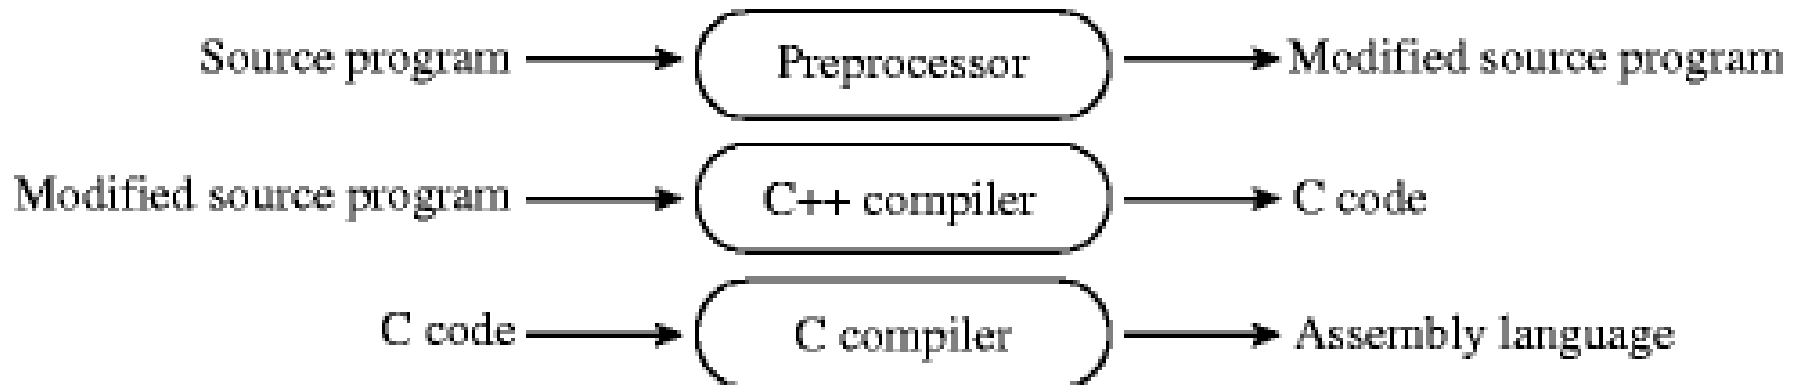 Source program Preprocessor Modified source program
Modified source program C++ compiler C code
C code C compiler Assembly language